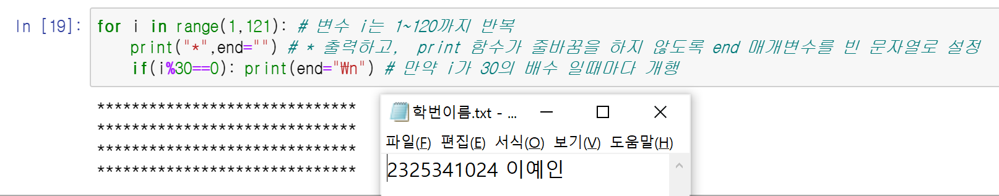 In [19]: for i in range(1,121): # 변수 i는 1~120까지 반복
print("*",end="") # * 출력하고, print 함수가 줄바꿈을 하지 않도록 end 매개변수를 빈 문자열로 설정
if(i%30==0): print(end="₩n") # 만약 i가 30의 배수 일때마다 개행
******************************
******************************
******************************
******************************
학번이름.txt - ...
파일(F) 편집(E) 서식(O) 보기(V) 도움말(H)
2325341024 이예인